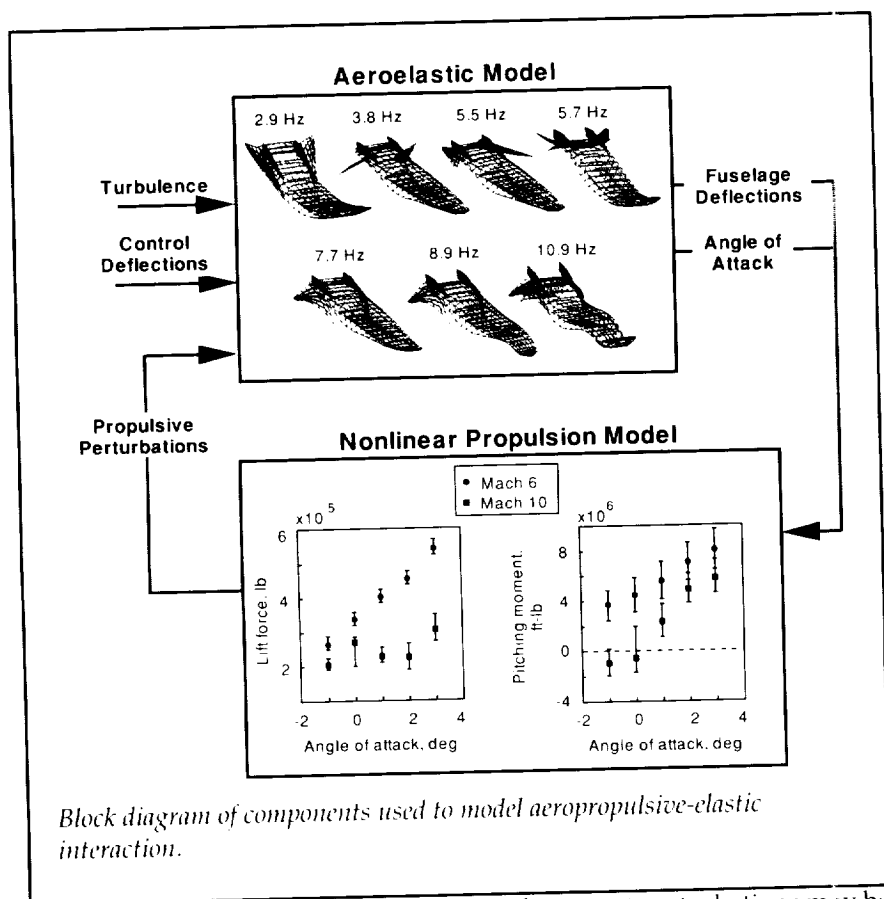 Aeroelastic Model
2.9 Hz 3.8 Hz 5.5 Hz 5.7 Hz
7.7 Hz 8.9 Hz 10.9 Hz
Turbulence
Control
Deflections
Propulsive
Perturbations
Fuselage
Deflections
Angle of
Attack
Nonlinear Propulsion Model
Mach 6
Mach 10
x10 5
6
4
2
Lift force, lb
-2 0 2 4
Angle of attack, deg
x10 6
8
4
0
-4
Pitching moment,
ft-lb
-2 0 2 4
Angle of attack, deg
Block diagram of components used to model aeropropulsive-elastic
interaction.